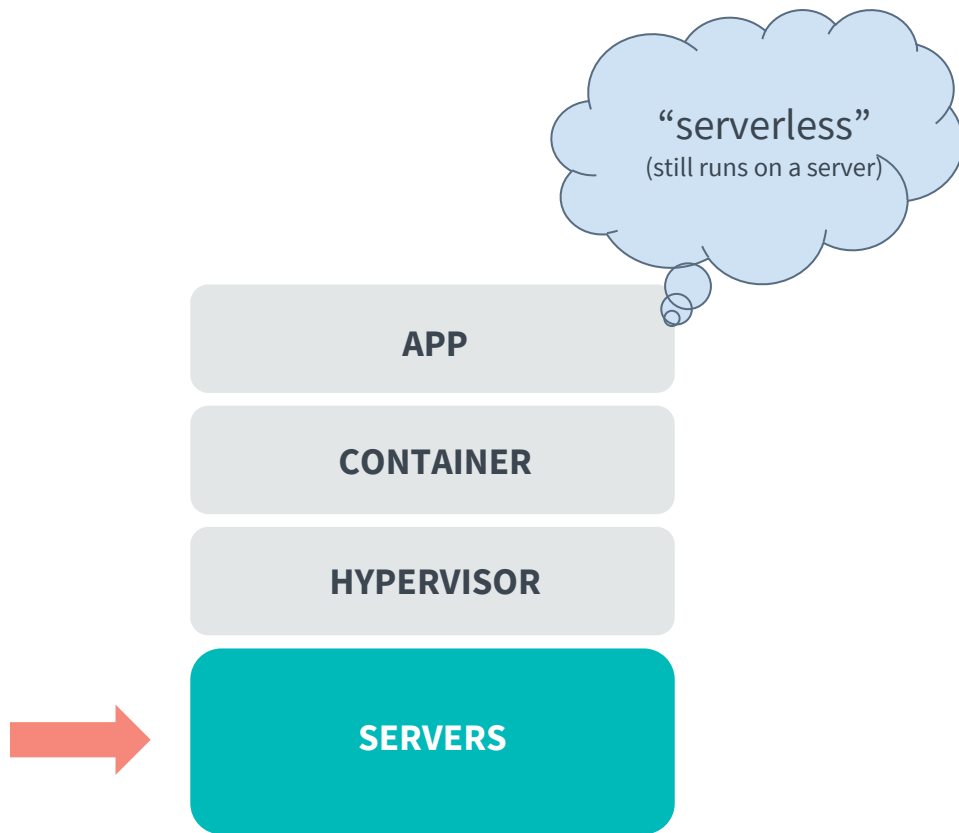 “serverless”
(still runs on a server)
APP
CONTAINER
HYPERVISOR
SERVERS